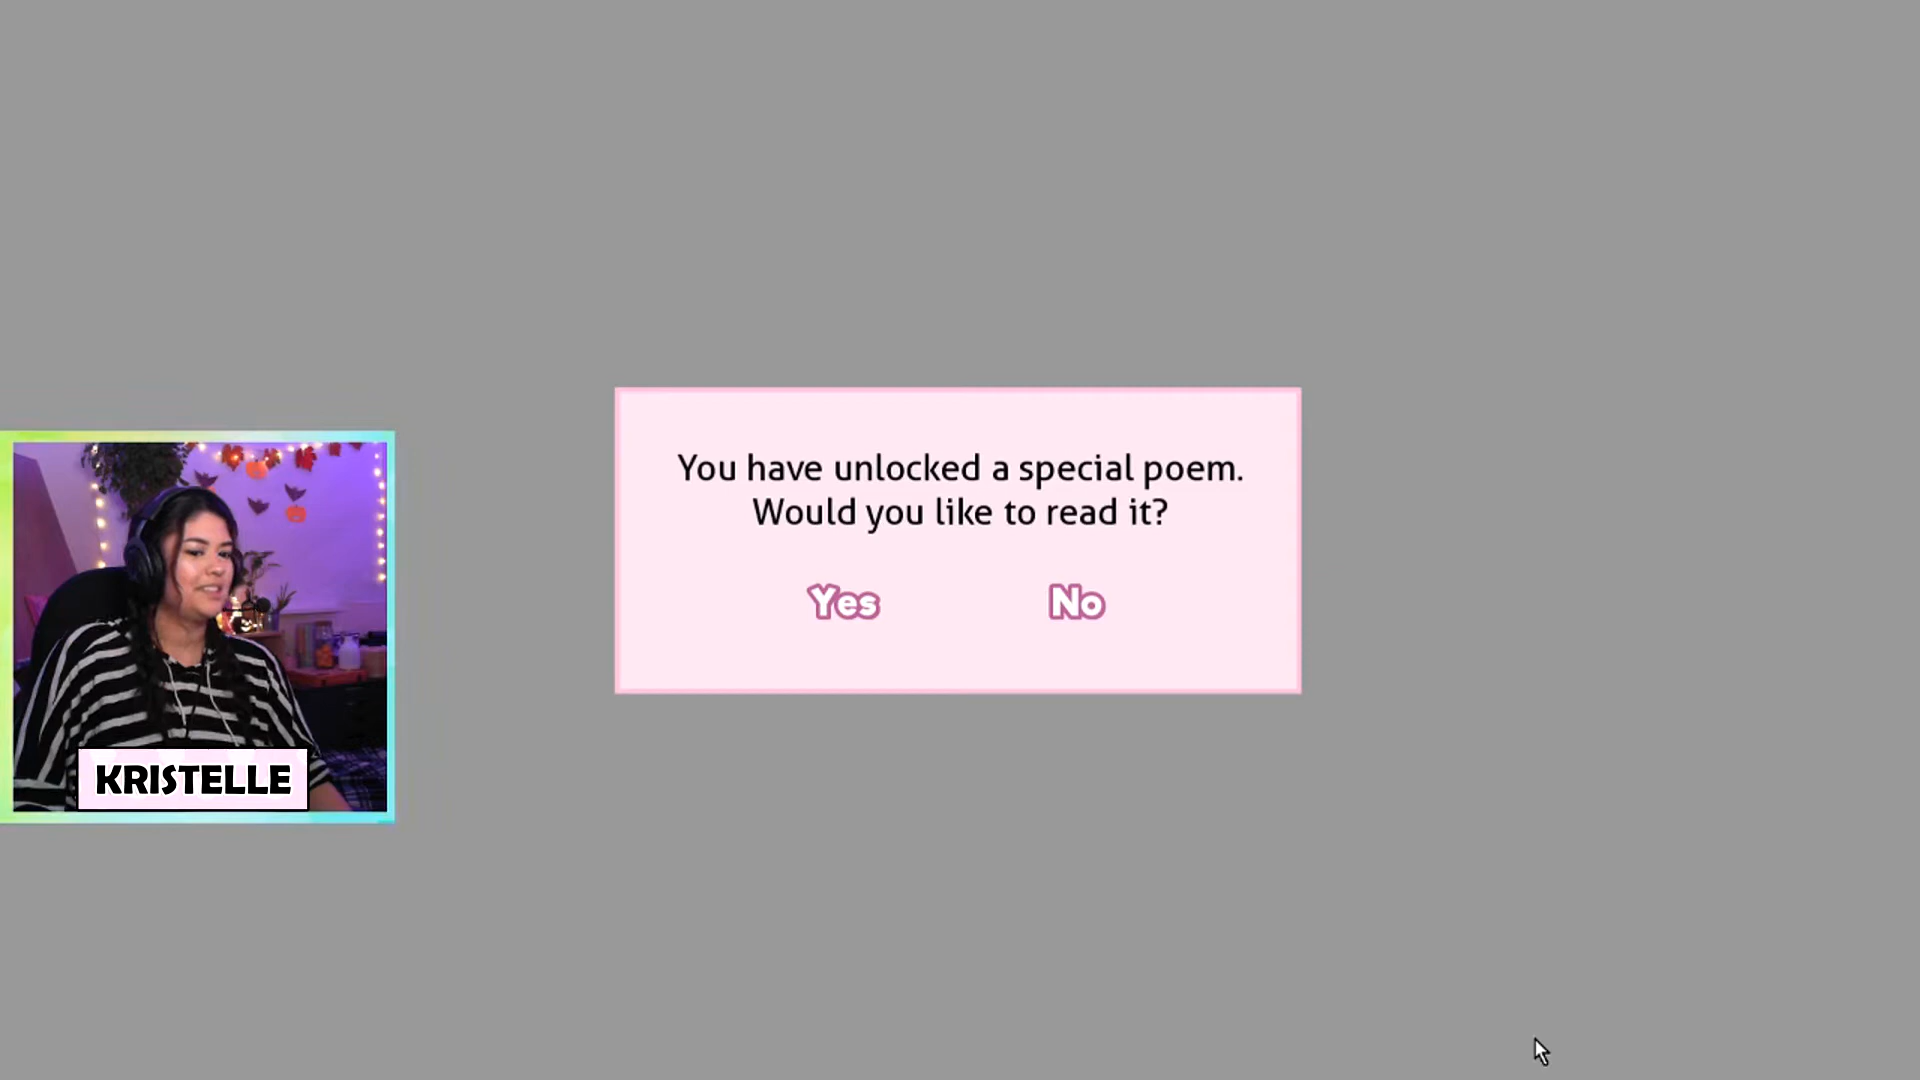 You have unlocked a special poem.
Would you like to read it?
Yes No
KRISTELLE